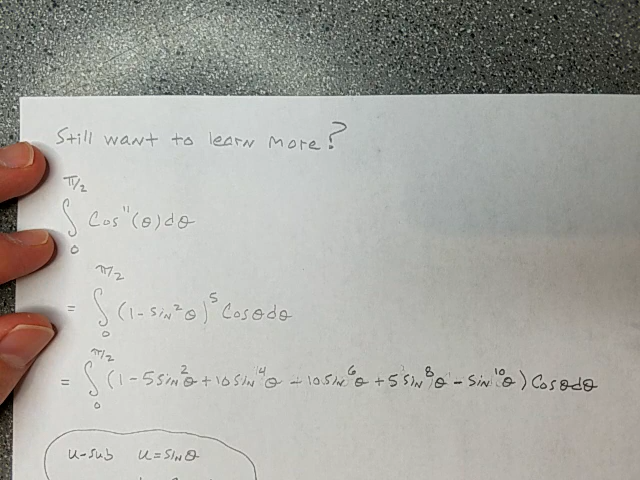 Still want to learn more?
∫₀^(π/2) Cos¹¹(θ)dθ
= ∫₀^(π/2) (1-sin²θ)⁵ Cosθdθ
= ∫₀^(π/2) (1-5sin²θ+10sin⁴θ-10sin⁶θ+5sin⁸θ-sin¹⁰θ) Cosθdθ
u-sub u=sinθ